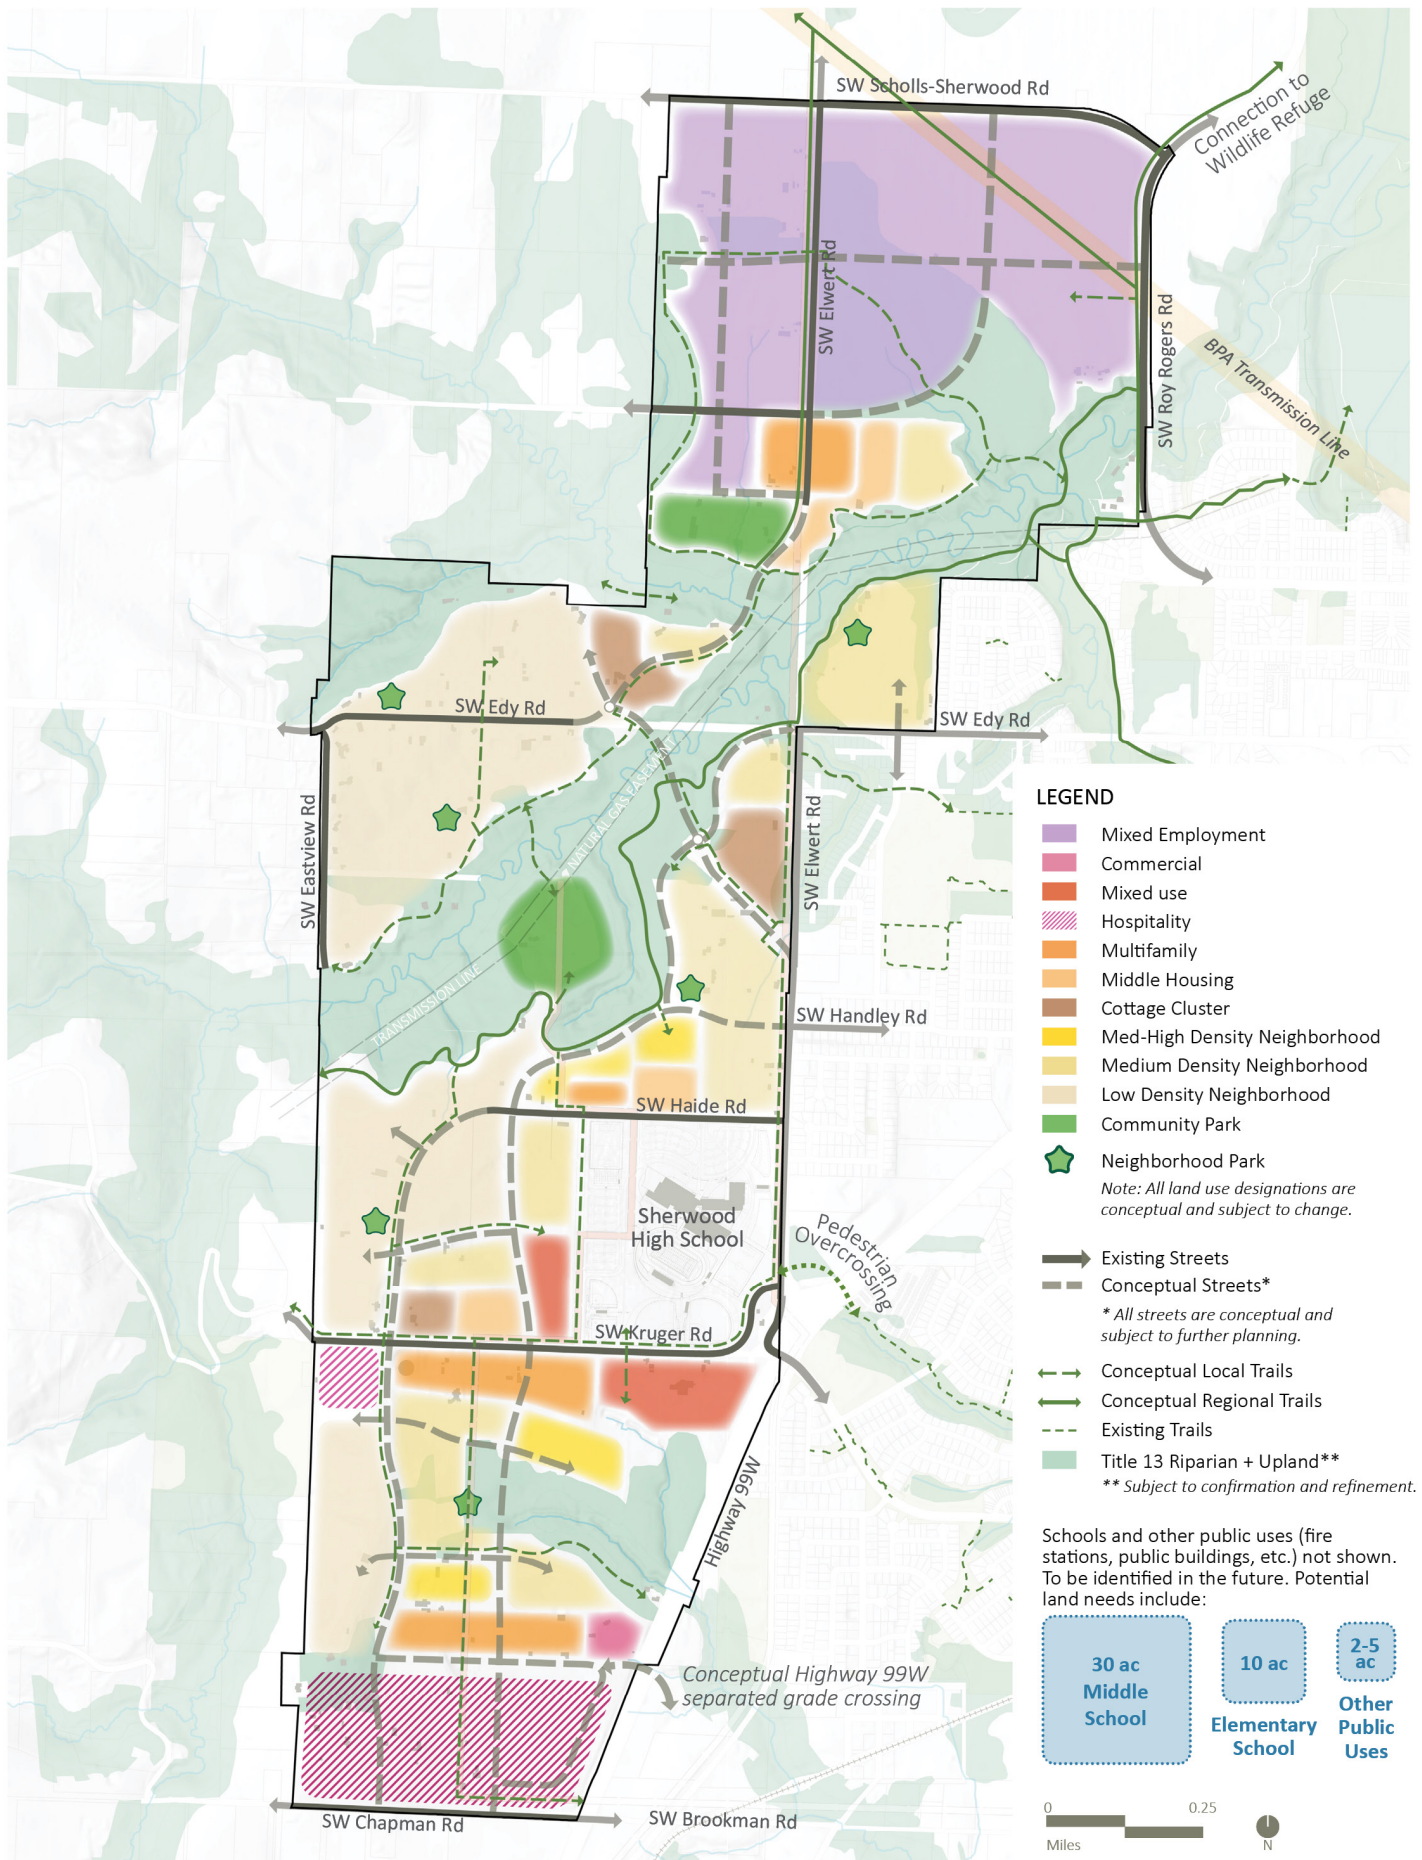 SW Scholls-Sherwood Rd
Connection to
Wildlife Refuge
SW Elwert Rd
SW Roy Rogers Rd
BPA Transmission Line
SW Edy Rd
SW Edy Rd
NATURAL GAS EASEMENT
SW Eastview Rd
SW Elwert Rd
TRANSMISSION LINE
SW Handley Rd
SW Haide Rd
Sherwood
High School
Pedestrian
Overcrossing
SW Kruger Rd
Highway 99W
Conceptual Highway 99W
separated grade crossing
SW Chapman Rd
SW Brookman Rd
LEGEND
Mixed Employment
Commercial
Mixed use
Hospitality
Multifamily
Middle Housing
Cottage Cluster
Med-High Density Neighborhood
Medium Density Neighborhood
Low Density Neighborhood
Community Park
Neighborhood Park
Note: All land use designations are
conceptual and subject to change.
Existing Streets
Conceptual Streets*
* All streets are conceptual and
subject to further planning.
Conceptual Local Trails
Conceptual Regional Trails
Existing Trails
Title 13 Riparian + Upland**
** Subject to confirmation and refinement.
Schools and other public uses (fire
stations, public buildings, etc.) not shown.
To be identified in the future. Potential
land needs include:
30 ac
Middle
School
10 ac
Elementary
School
2-5
ac
Other
Public
Uses
0 0.25
Miles
N